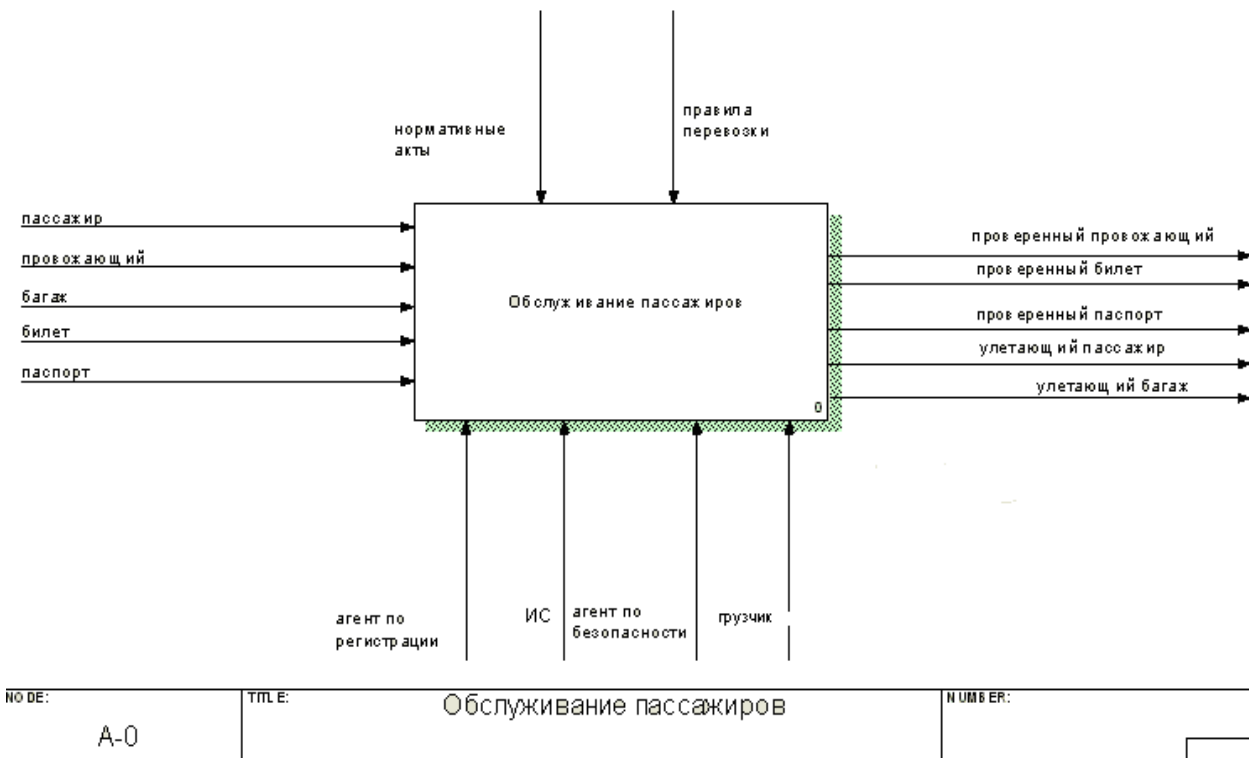 нормативные
акты
правила
перевозки
пассажир
провожающий
багаж
билет
паспорт
Обслуживание пассажиров
0
проверенный провожающий
проверенный билет
проверенный паспорт
улетающий пассажир
улетающий багаж
агент по
регистрации
ИС
агент по
безопасности
грузчик
NODE:
A-0
TITLE:
Обслуживание пассажиров
NUMBER: